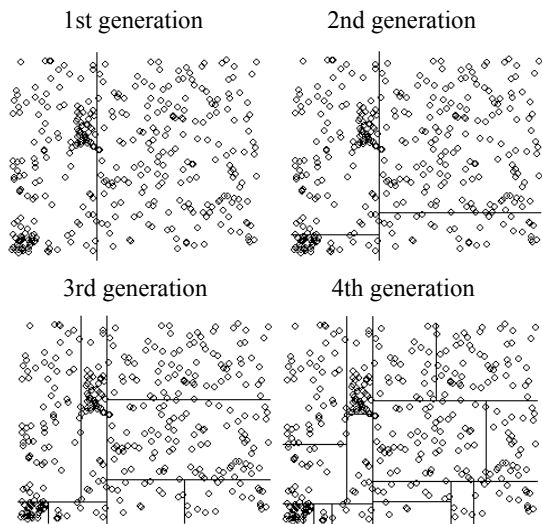 1st generation
2nd generation
3rd generation
4th generation